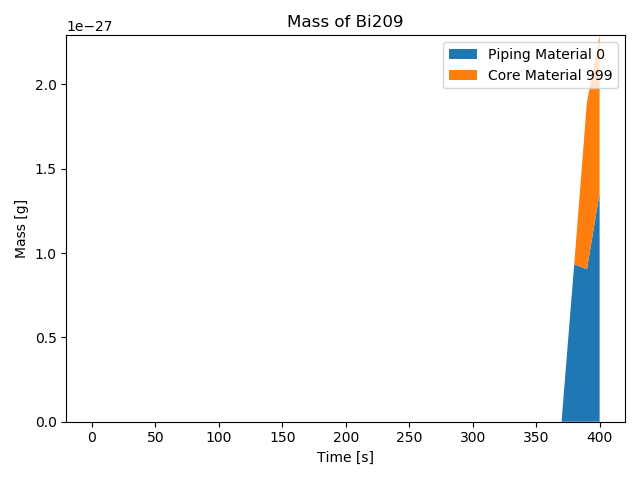 Mass of Bi209
1e−27
Piping Material 0
Core Material 999
2.0
1.5
1.0
0.5
0.0
Mass [g]
0 50 100 150 200 250 300 350 400
Time [s]